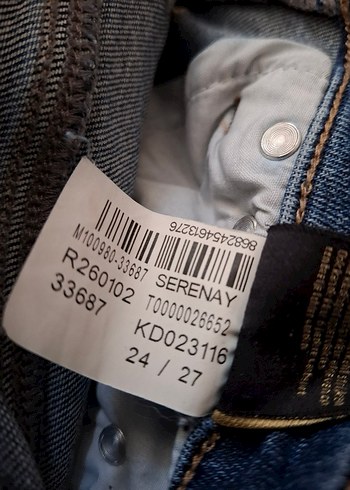 8682454613276
M100980-33687 SERENAY
R260102 T0000026652
33687 KD023116
24 / 27